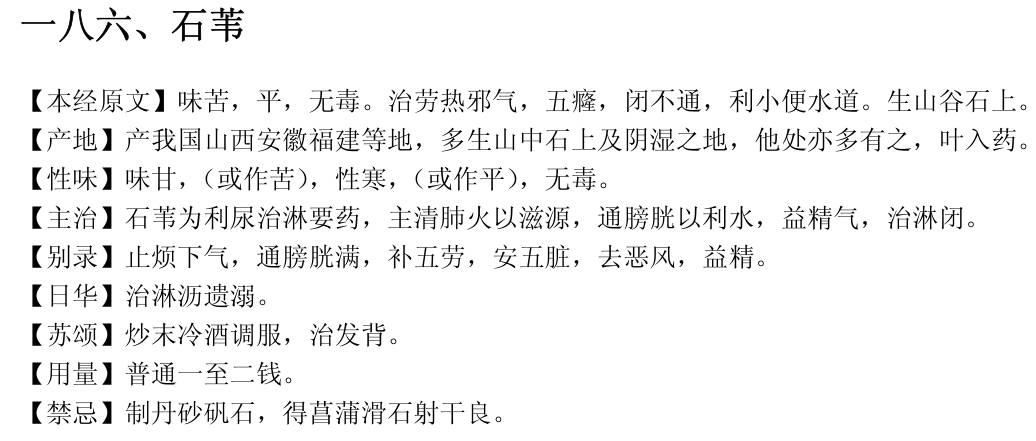 一八六、石苇
【本经原文】味苦，平，无毒。治劳热邪气，五癃，闭不通，利小便水道。生山谷石上。
【产地】产我国山西安徽福建等地，多生山中石上及阴湿之地，他处亦多有之，叶入药。
【性味】味甘，（或作苦），性寒，（或作平），无毒。
【主治】石苇为利尿治淋要药，主清肺火以滋源，通膀胱以利水，益精气，治淋闭。
【别录】止烦下气，通膀胱满，补五劳，安五脏，去恶风，益精。
【日华】治淋沥遗溺。
【苏颂】炒末冷酒调服，治发背。
【用量】普通一至二钱。
【禁忌】制丹砂矾石，得菖蒲滑石射干良。